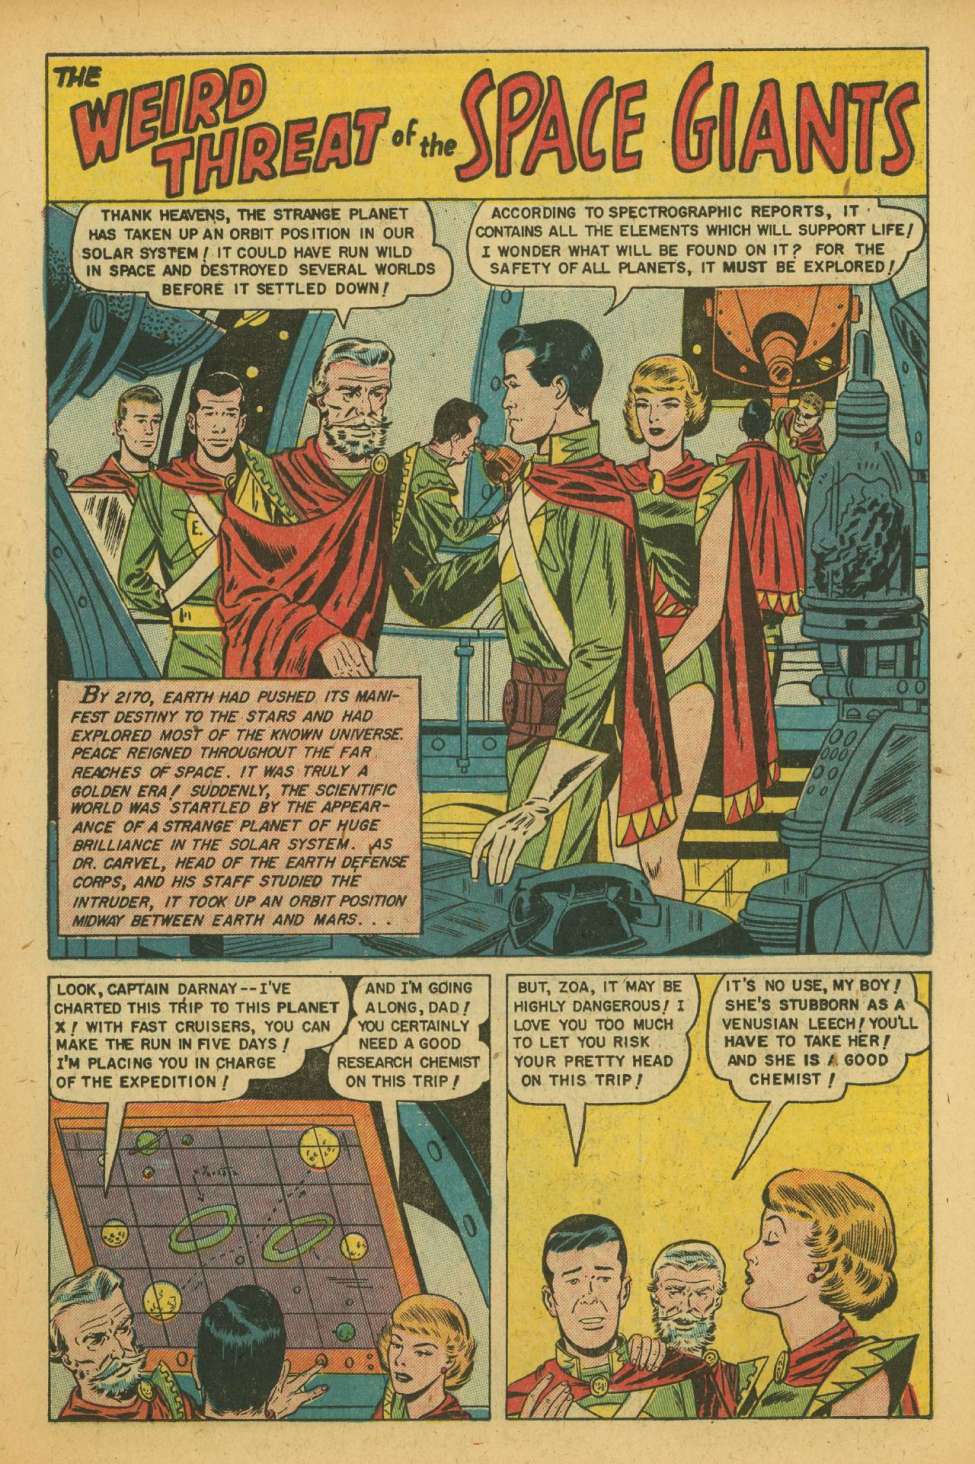 THE
WEIRD
THREAT of the SPACE GIANTS
THANK HEAVENS, THE STRANGE PLANET
HAS TAKEN UP AN ORBIT POSITION IN OUR
SOLAR SYSTEM! IT COULD HAVE RUN WILD
IN SPACE AND DESTROYED SEVERAL WORLDS
BEFORE IT SETTLED DOWN!
ACCORDING TO SPECTROGRAPHIC REPORTS, IT
CONTAINS ALL THE ELEMENTS WHICH WILL SUPPORT LIFE!
I WONDER WHAT WILL BE FOUND ON IT? FOR THE
SAFETY OF ALL PLANETS, IT MUST BE EXPLORED!
E.
BY 2170, EARTH HAD PUSHED ITS MANI-
FEST DESTINY TO THE STARS AND HAD
EXPLORED MOST OF THE KNOWN UNIVERSE.
PEACE REIGNED THROUGHOUT THE FAR
REACHES OF SPACE. IT WAS TRULY A
GOLDEN ERA! SUDDENLY, THE SCIENTIFIC
WORLD WAS STARTLED BY THE APPEAR-
ANCE OF A STRANGE PLANET OF HUGE
BRILLIANCE IN THE SOLAR SYSTEM. AS
DR. CARVEL, HEAD OF THE EARTH DEFENSE
CORPS, AND HIS STAFF STUDIED THE
INTRUDER, IT TOOK UP AN ORBIT POSITION
MIDWAY BETWEEN EARTH AND MARS...
LOOK, CAPTAIN DARNAY--I'VE
CHARTED THIS TRIP TO THIS PLANET
X! WITH FAST CRUISERS, YOU CAN
MAKE THE RUN IN FIVE DAYS!
I'M PLACING YOU IN CHARGE
OF THE EXPEDITION!
AND I'M GOING
ALONG, DAD!
YOU CERTAINLY
NEED A GOOD
RESEARCH CHEMIST
ON THIS TRIP!
BUT, ZOA, IT MAY BE
HIGHLY DANGEROUS! I
LOVE YOU TOO MUCH
TO LET YOU RISK
YOUR PRETTY HEAD
ON THIS TRIP!
IT'S NO USE, MY BOY!
SHE'S STUBBORN AS A
VENUSIAN LEECH! YOU'LL
HAVE TO TAKE HER!
AND SHE IS A GOOD
CHEMIST!